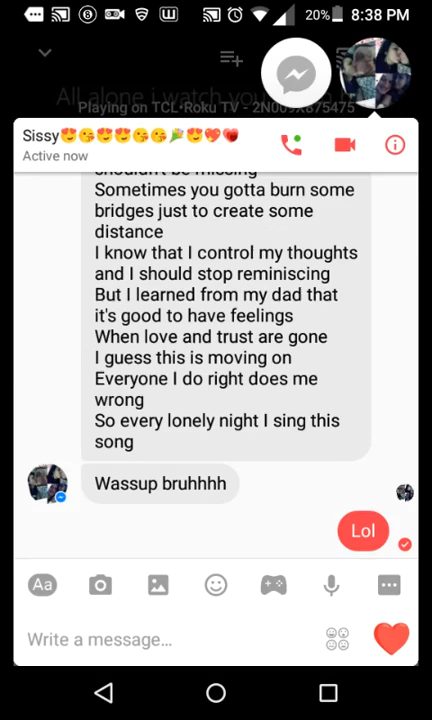 20% 8:38 PM
All alone i watch you
Playing on TCL•Roku TV - 2N009X875475
Sissy😍😘😍😍😘😘🎉😍💖❤
Active now
shouldn't be missing
Sometimes you gotta burn some
bridges just to create some
distance
I know that I control my thoughts
and I should stop reminiscing
But I learned from my dad that
it's good to have feelings
When love and trust are gone
I guess this is moving on
Everyone I do right does me
wrong
So every lonely night I sing this
song
Wassup bruhhhh
Lol
Aa
Write a message...